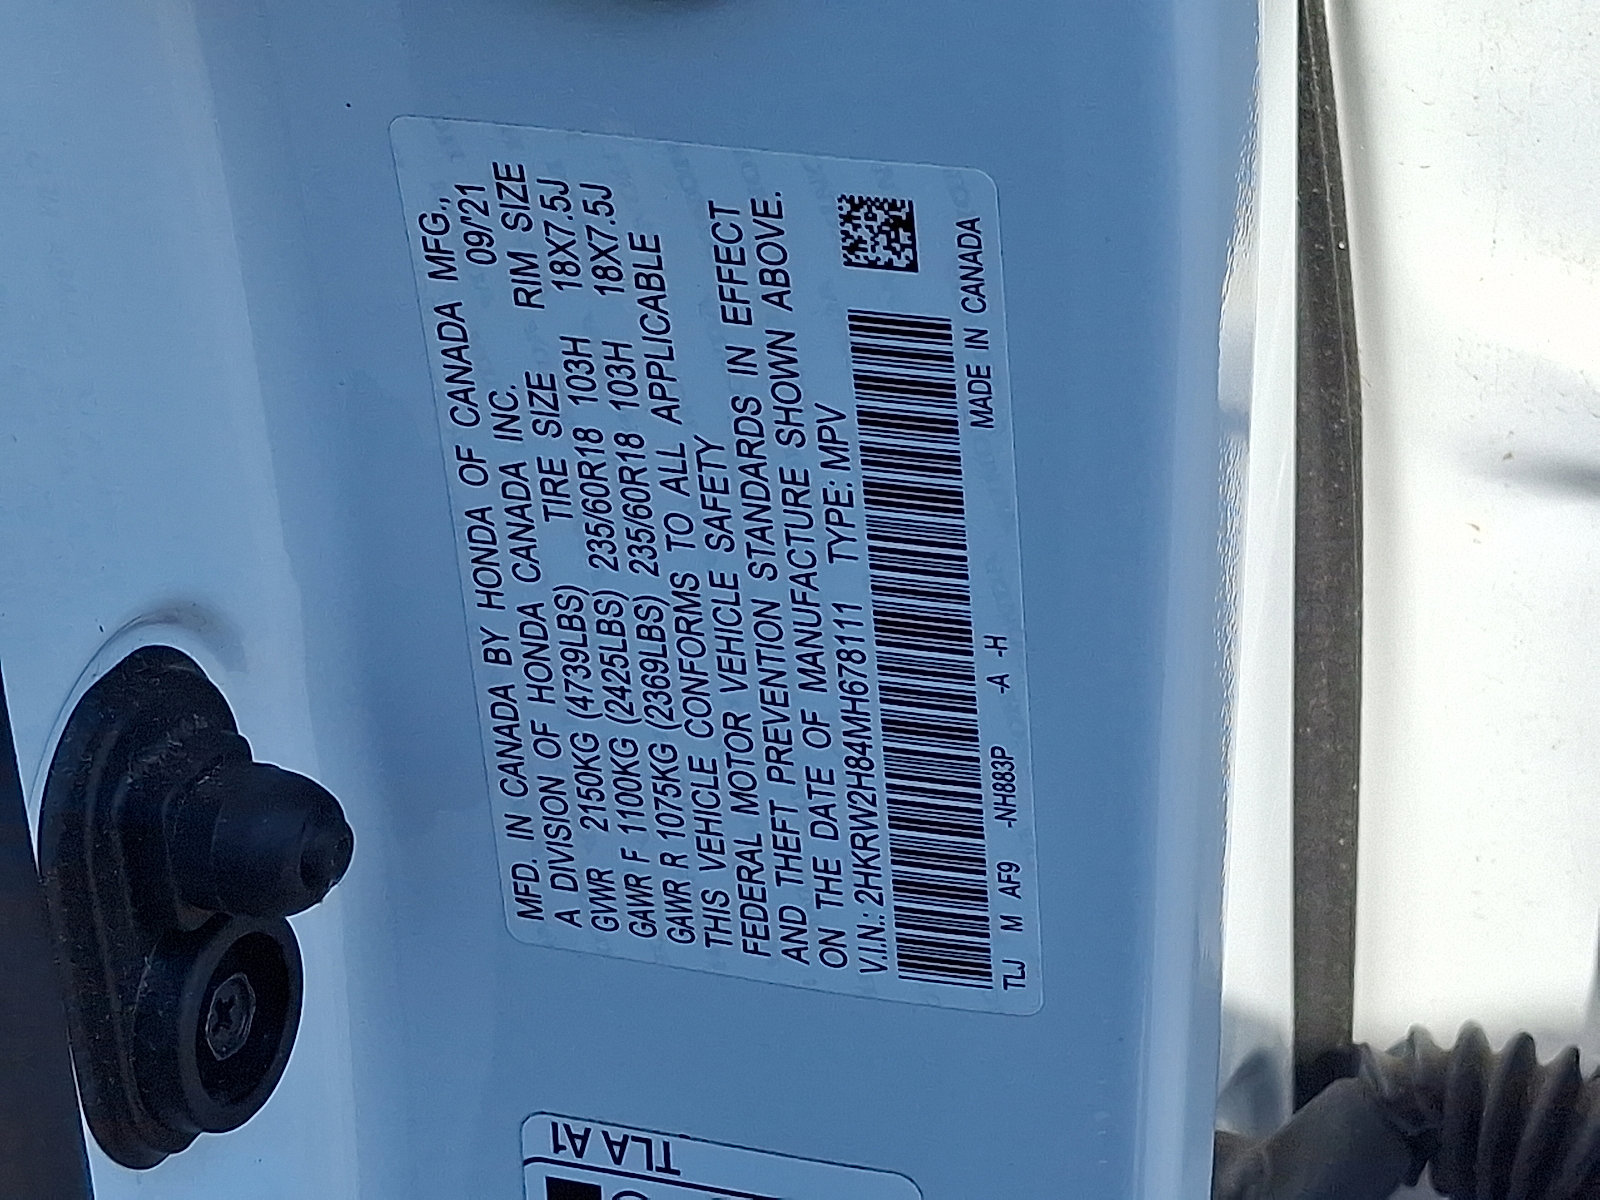 MFD. IN CANADA BY HONDA OF CANADA MFG.,
A DIVISION OF HONDA CANADA INC. 09/'21
GVWR 2150KG (4739LBS) TIRE SIZE RIM SIZE
GAWR F 1100KG (2425LBS) 235/60R18 103H 18X7.5J
GAWR R 1075KG (2369LBS) 235/60R18 103H 18X7.5J
THIS VEHICLE CONFORMS TO ALL APPLICABLE
FEDERAL MOTOR VEHICLE SAFETY
AND THEFT PREVENTION STANDARDS IN EFFECT
ON THE DATE OF MANUFACTURE SHOWN ABOVE.
V.I.N.: 2HKRW2H84MH678111 TYPE: MPV
TLJ M AF9 -NH883P -A -H MADE IN CANADA
TLA A1